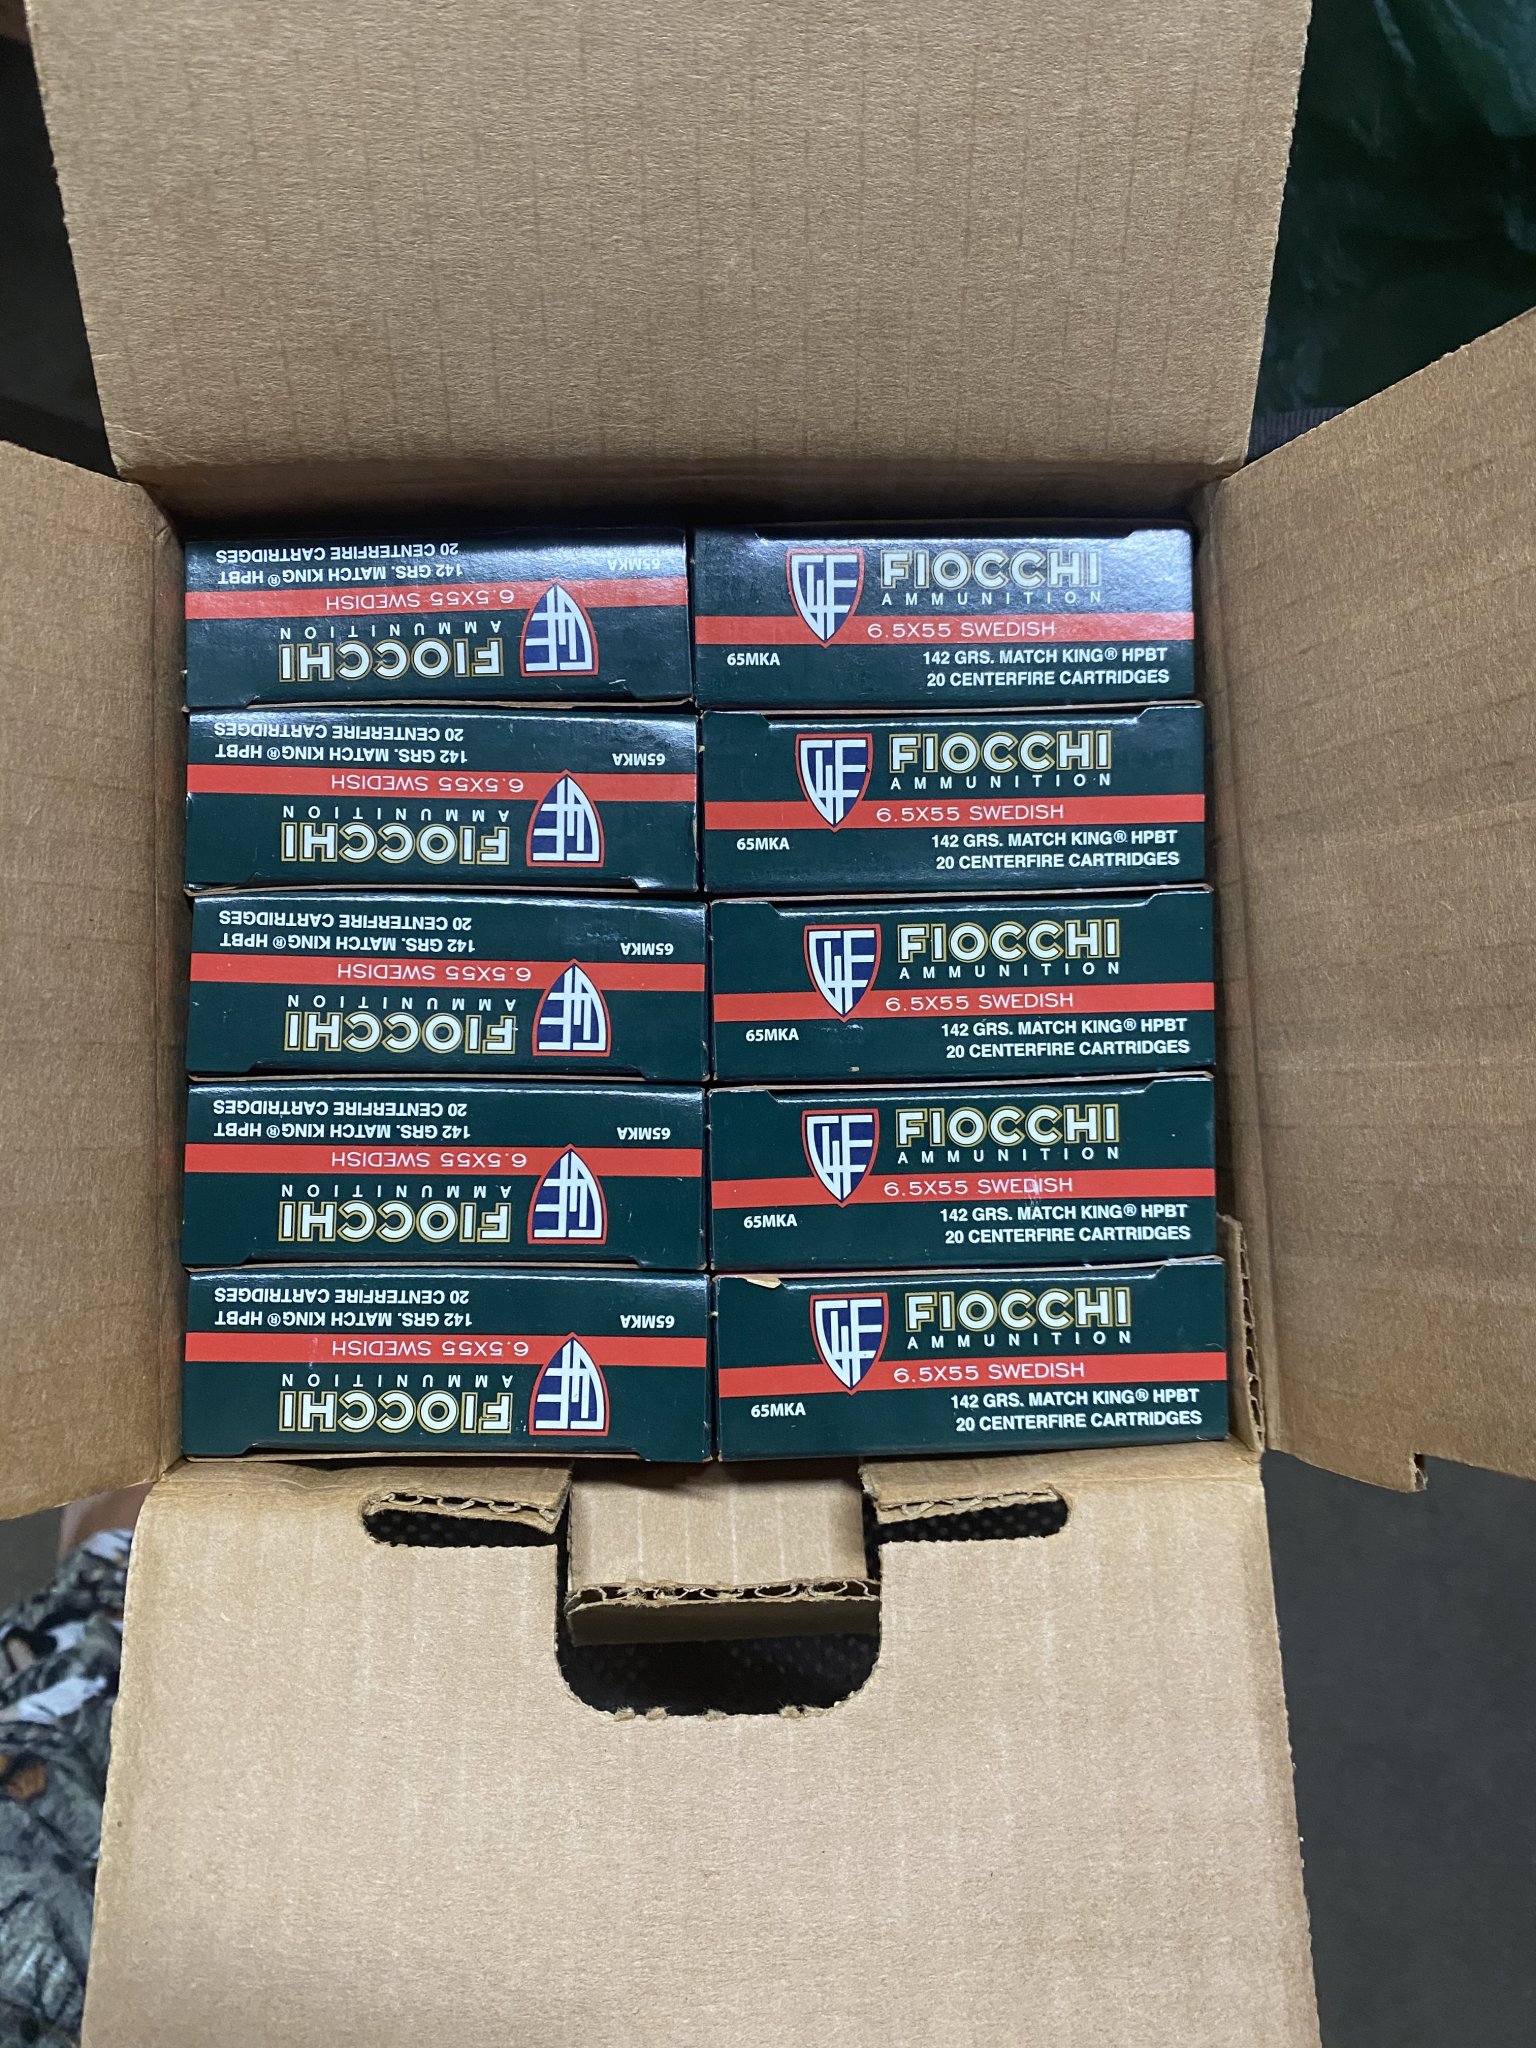 20 CENTERFIRE CARTRIDGES
142 GRS. MATCH KING® HPBT
65MKA
6.5X55 SWEDISH
AMMUNITION
FIOCCHI
FIOCCHI
AMMUNITION
6.5X55 SWEDISH
65MKA
142 GRS. MATCH KING® HPBT
20 CENTERFIRE CARTRIDGES
20 CENTERFIRE CARTRIDGES
142 GRS. MATCH KING® HPBT
65MKA
6.5X55 SWEDISH
AMMUNITION
FIOCCHI
FIOCCHI
AMMUNITION
6.5X55 SWEDISH
65MKA
142 GRS. MATCH KING® HPBT
20 CENTERFIRE CARTRIDGES
20 CENTERFIRE CARTRIDGES
142 GRS. MATCH KING® HPBT
65MKA
6.5X55 SWEDISH
AMMUNITION
FIOCCHI
FIOCCHI
AMMUNITION
6.5X55 SWEDISH
65MKA
142 GRS. MATCH KING® HPBT
20 CENTERFIRE CARTRIDGES
20 CENTERFIRE CARTRIDGES
142 GRS. MATCH KING® HPBT
65MKA
6.5X55 SWEDISH
AMMUNITION
FIOCCHI
FIOCCHI
AMMUNITION
6.5X55 SWEDISH
65MKA
142 GRS. MATCH KING® HPBT
20 CENTERFIRE CARTRIDGES
20 CENTERFIRE CARTRIDGES
142 GRS. MATCH KING® HPBT
65MKA
6.5X55 SWEDISH
AMMUNITION
FIOCCHI
FIOCCHI
AMMUNITION
6.5X55 SWEDISH
65MKA
142 GRS. MATCH KING® HPBT
20 CENTERFIRE CARTRIDGES